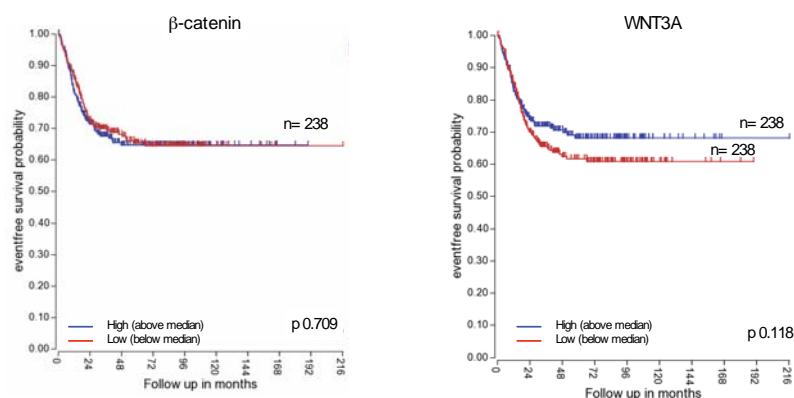 β-catenin
eventfree survival probability
1.00
0.90
0.80
0.70
0.60
0.50
0.40
0.30
0.20
0.10
0.00
n= 238
High (above median)
Low (below median)
p 0.709
0 24 48 72 96 120 144 168 192 216
Follow up in months
WNT3A
eventfree survival probability
1.00
0.90
0.80
0.70
0.60
0.50
0.40
0.30
0.20
0.10
0.00
n= 238
n= 238
High (above median)
Low (below median)
p 0.118
0 24 48 72 96 120 144 168 192 216
Follow up in months